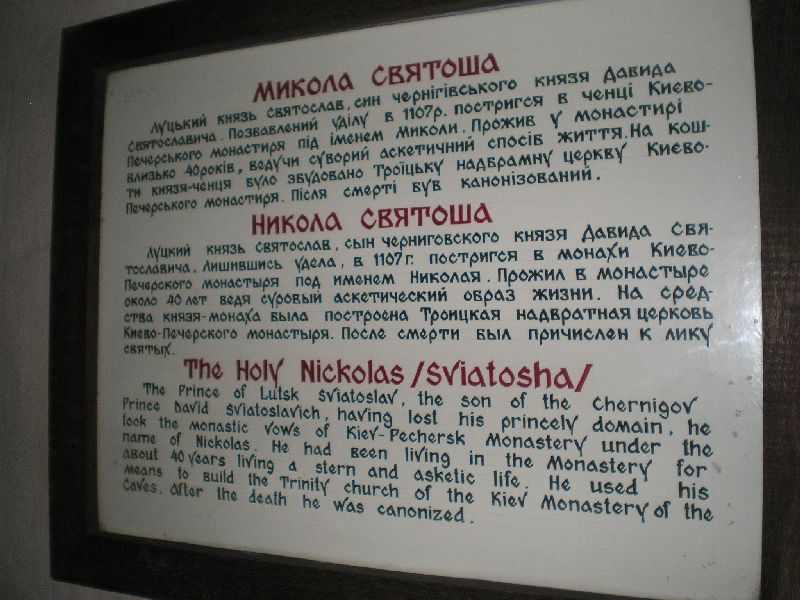 Микола Святоша
Луцький князь Святослав, син чернігівського князя Давида
Святославича. Позбавлений уділу в 1107р. постригся в ченці Києво-
Печерського монастиря під іменем Миколи. Прожив у монастирі
близько 40років, ведучи суворий аскетичний спосіб життя. На кош-
ти князя-ченця було збудовано Троїцьку надбрамну церкву Києво-
Печерського монастиря. Після смерті був канонізований.
Никола Святоша
Луцкий князь Святослав, сын черниговского князя Давида Свя-
тославича. Лишившись удела, в 1107г. постригся в монахи Киево-
Печерского монастыря под именем Николая. Прожил в монастыре
около 40 лет ведя суровый аскетический образ жизни. На сред-
ства князя-монаха была построена Троицкая надвратная церковь
Киево-Печерского монастыря. После смерти был причислен к лику
святых.
The Holy Nickolas /Sviatosha/
The Prince of Lutsk Sviatoslav, the son of the Chernigov
Prince David Sviatoslavich, having lost his princely domain, he
took the monastic vows of Kiev-Pechersk Monastery under the
name of Nickolas. He had been living in the Monastery for
about 40 years living a stern and asketic life. He used his
means to build the Trinity church of the Kiev Monastery of the
Caves. After the death he was canonized.